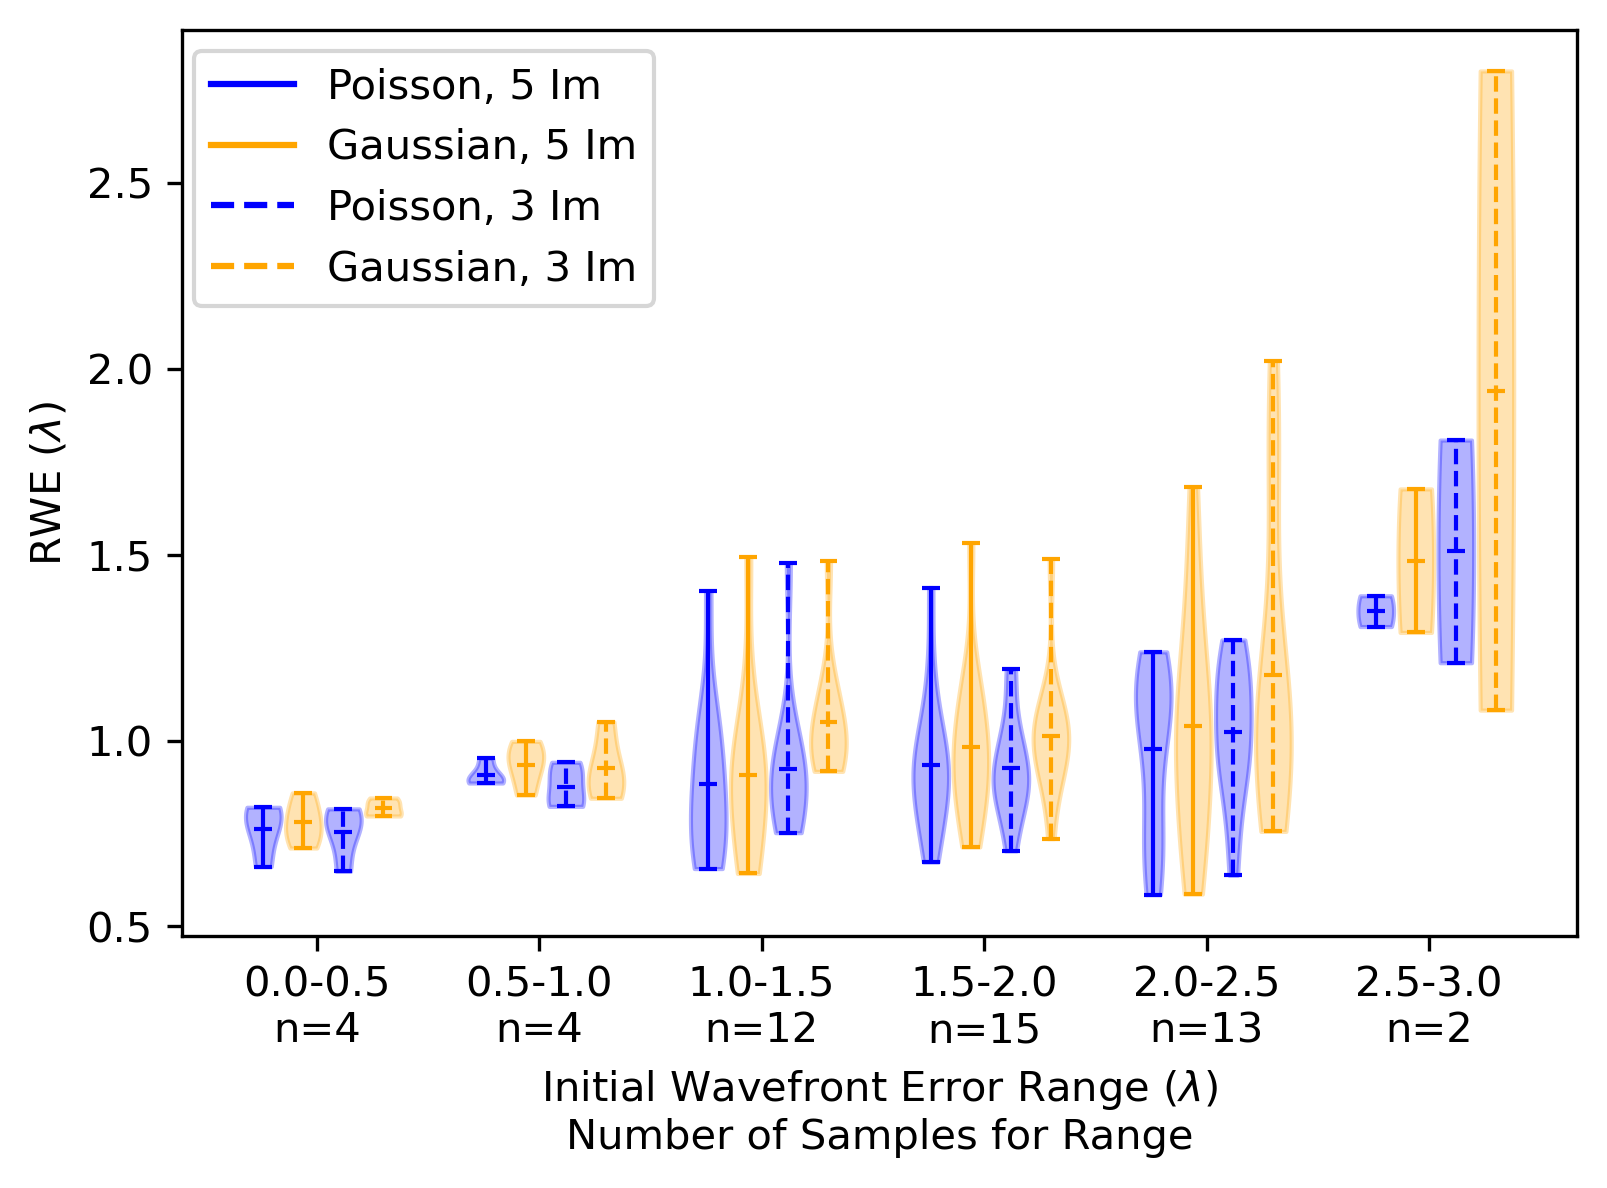 Poisson, 5 Im
Gaussian, 5 Im
Poisson, 3 Im
Gaussian, 3 Im
RWE (λ)
2.5
2.0
1.5
1.0
0.5
0.0-0.5 0.5-1.0 1.0-1.5 1.5-2.0 2.0-2.5 2.5-3.0
n=4 n=4 n=12 n=15 n=13 n=2
Initial Wavefront Error Range (λ)
Number of Samples for Range